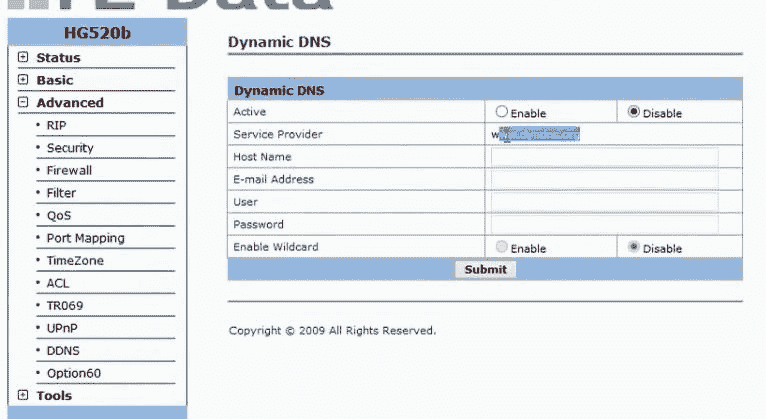 TE Data
HG520b
Status
Basic
Advanced
RIP
Security
Firewall
Filter
QoS
Port Mapping
TimeZone
ACL
TR069
UPnP
DDNS
Option60
Tools
Dynamic DNS
Dynamic DNS
Active Enable Disable
Service Provider
Host Name
E-mail Address
User
Password
Enable Wildcard Enable Disable
Submit
Copyright © 2009 All Rights Reserved.